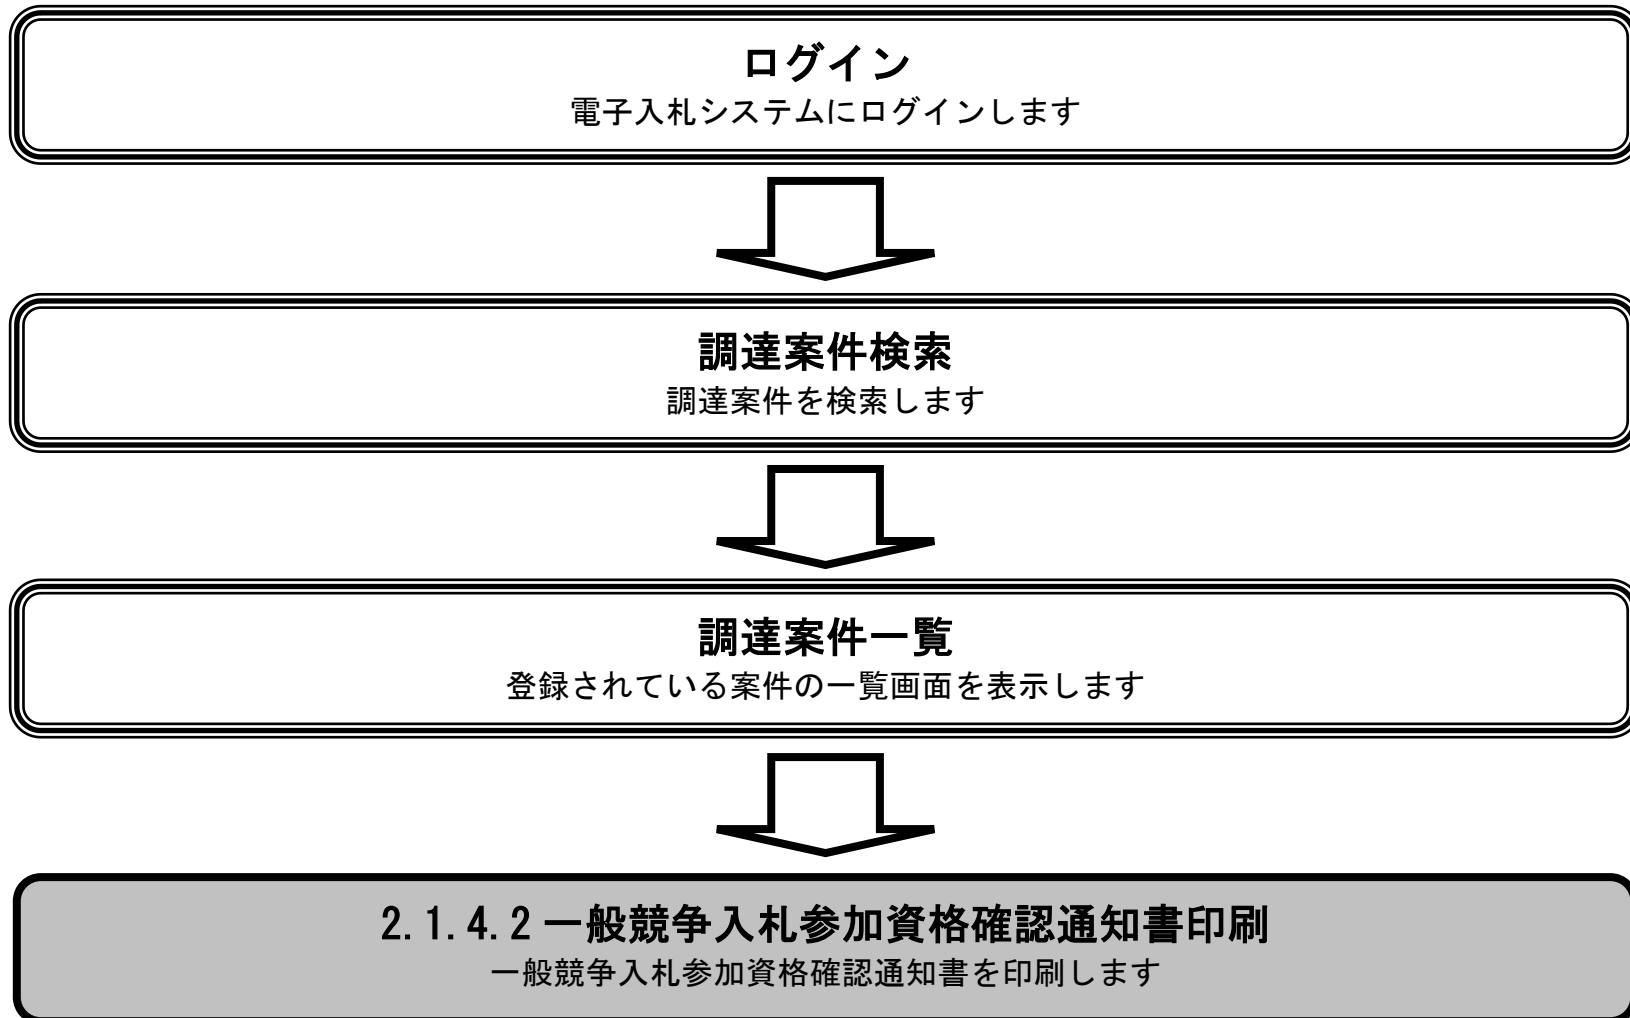 ログイン
電子入札システムにログインします
調達案件検索
調達案件を検索します
調達案件一覧
登録されている案件の一覧画面を表示します
2.1.4.2 一般競争入札参加資格確認通知書印刷
一般競争入札参加資格確認通知書を印刷します